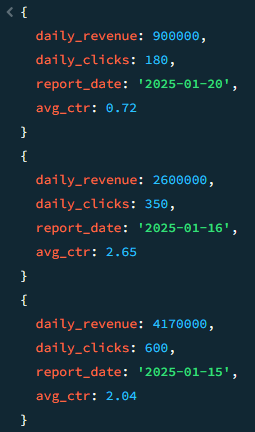 < {
daily_revenue: 900000,
daily_clicks: 180,
report_date: '2025-01-20',
avg_ctr: 0.72
}
{
daily_revenue: 2600000,
daily_clicks: 350,
report_date: '2025-01-16',
avg_ctr: 2.65
}
{
daily_revenue: 4170000,
daily_clicks: 600,
report_date: '2025-01-15',
avg_ctr: 2.04
}